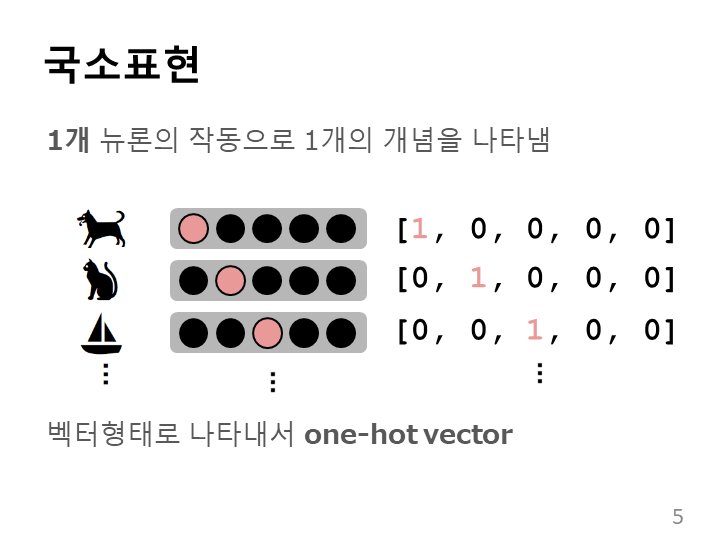 국소표현
1개 뉴론의 작동으로 1개의 개념을 나타냄
[1, 0, 0, 0, 0]
[0, 1, 0, 0, 0]
[0, 0, 1, 0, 0]
⋮ ⋮ ⋮
벡터형태로 나타내서 one-hot vector
5